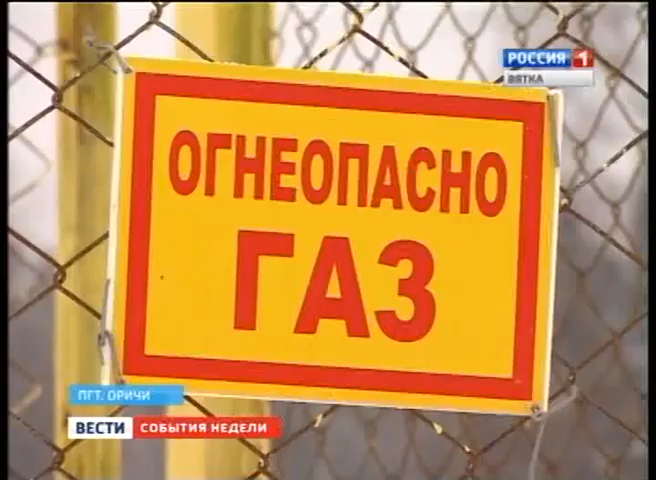 РОССИЯ 1
ВЯТКА
ОГНЕОПАСНО
ГАЗ
ПГТ. ОРИЧИ
ВЕСТИ СОБЫТИЯ НЕДЕЛИ